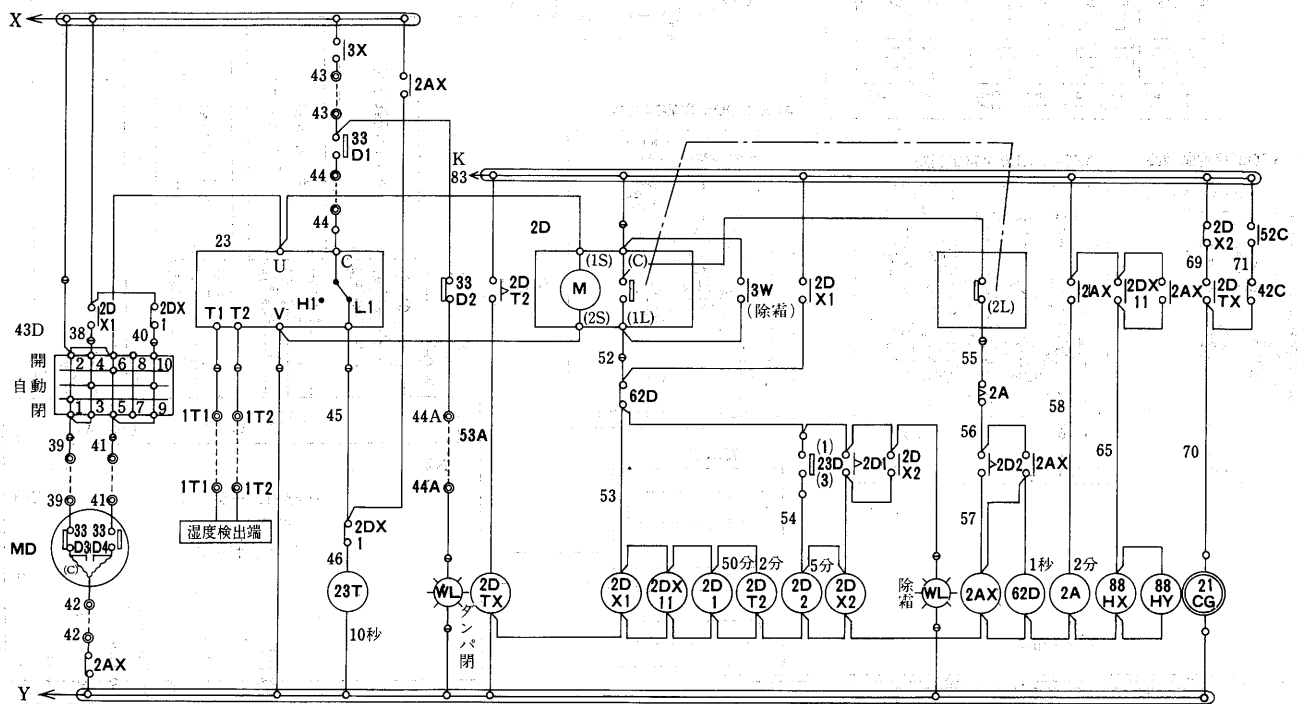 X
3X
43
2AX
43
33
D1
K
83
44
44
2D
23
U
C
(1S)
(C)
2D
X2
52C
69
71
H1
L1
33
D2
2D
T2
M
3W
(除霜)
2D
X1
(2L)
2AX
2DX
11
2AX
2D
TX
42C
T1
T2
V
(2S)
(1L)
43D
2D
X1
2DX
1
38
40
開
2
4
6
8
10
自動
閉
1
3
5
7
9
52
55
62D
2A
58
39
41
1T1
1T2
45
44A
53A
56
(1)
23D
(3)
2D1
2D
X2
2D2
2AX
65
70
39
41
1T1
1T2
44A
53
54
57
湿度検出端
MD
33
D3
33
D4
(C)
2DX
1
46
50分
2分
5分
1秒
2分
23T
WL
ダンパ閉
2D
TX
2D
X1
2DX
11
2D
1
2D
T2
2D
2
2D
X2
除霜
WL
2AX
62D
2A
88
HX
88
HY
21
CG
42
42
10秒
2AX
Y